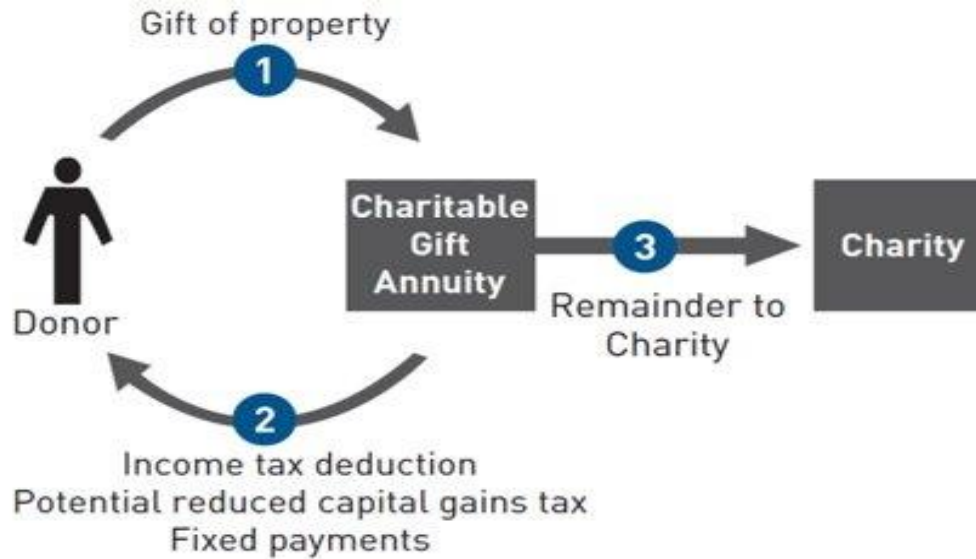 Gift of property
1
Donor
Charitable
Gift
Annuity
3
Remainder to
Charity
Charity
2
Income tax deduction
Potential reduced capital gains tax
Fixed payments